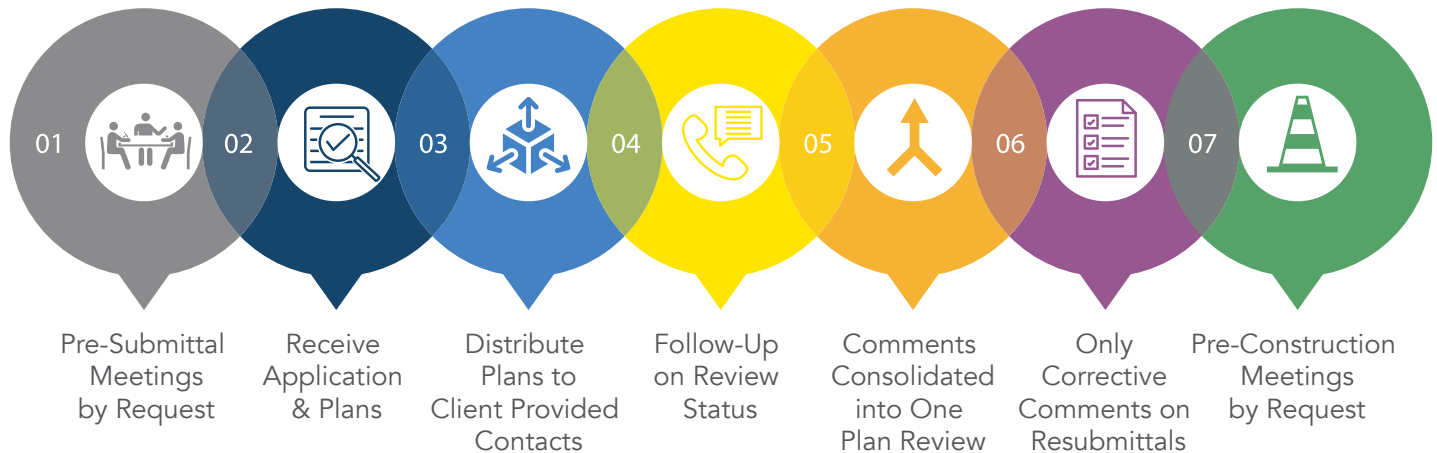 01
02
03
04
05
06
07
Pre-Submittal
Meetings
by Request
Receive
Application
& Plans
Distribute
Plans to
Client Provided
Contacts
Follow-Up
on Review
Status
Comments
Consolidated
into One
Plan Review
Only
Corrective
Comments on
Resubmittals
Pre-Construction
Meetings
by Request